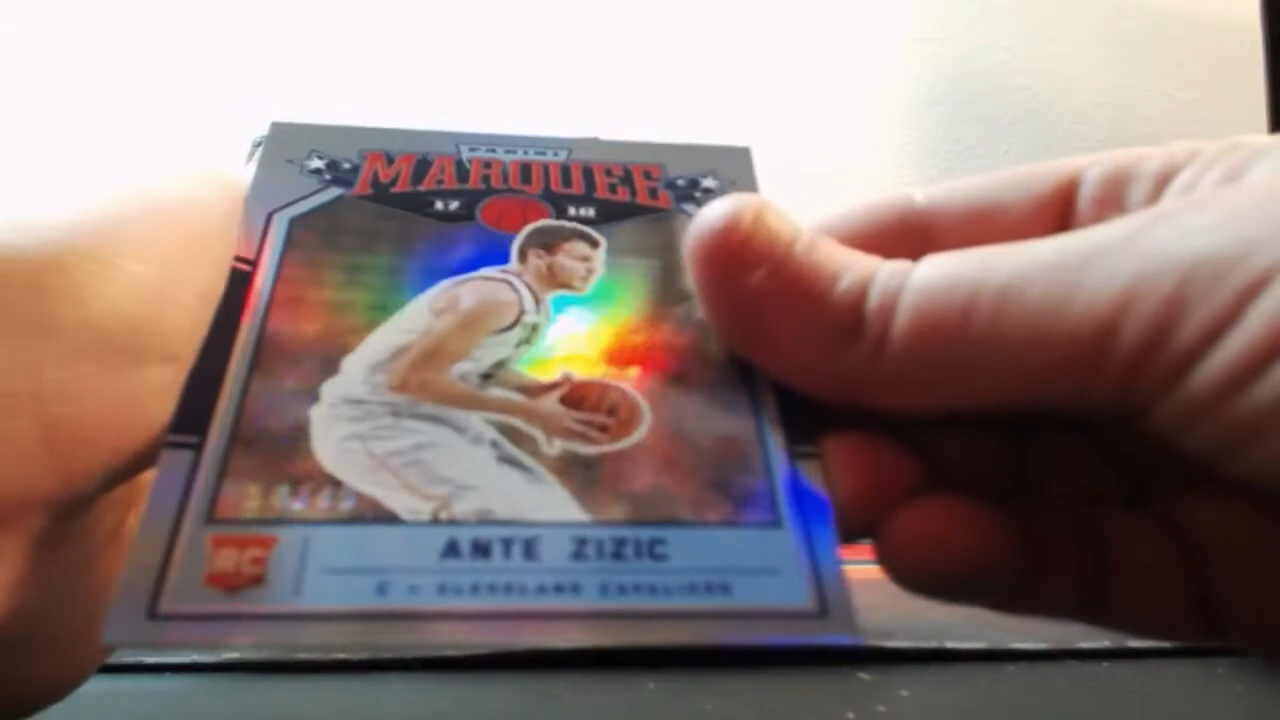 PANINI
MARQUEE
17 18
RC
ANTE ZIZIC
C - CLEVELAND CAVALIERS